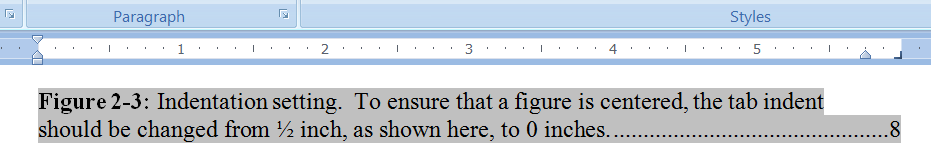 Paragraph Styles
1 2 3 4 5
Figure 2-3: Indentation setting. To ensure that a figure is centered, the tab indent
should be changed from ½ inch, as shown here, to 0 inches...............................................8